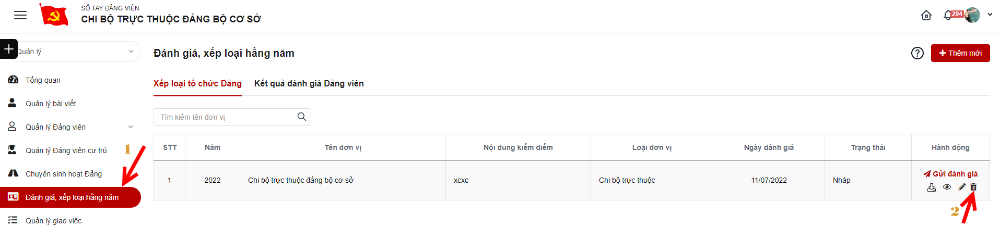 SỔ TAY ĐẢNG VIÊN
CHI BỘ TRỰC THUỘC ĐẢNG BỘ CƠ SỞ
294
Quản lý
Tổng quan
Quản lý bài viết
Quản lý Đảng viên
Quản lý Đảng viên cư trú
1
Chuyển sinh hoạt Đảng
Đánh giá, xếp loại hằng năm
Quản lý giao việc
Đánh giá, xếp loại hằng năm
Thêm mới
Xếp loại tổ chức Đảng Kết quả đánh giá Đảng viên
Tìm kiếm tên đơn vị
STT Năm Tên đơn vị Nội dung kiểm điểm Loại đơn vị Ngày đánh giá Trạng thái Hành động
1 2022 Chi bộ trực thuộc đảng bộ cơ sở xcxc Chi bộ trực thuộc 11/07/2022 Nháp Gửi đánh giá
2